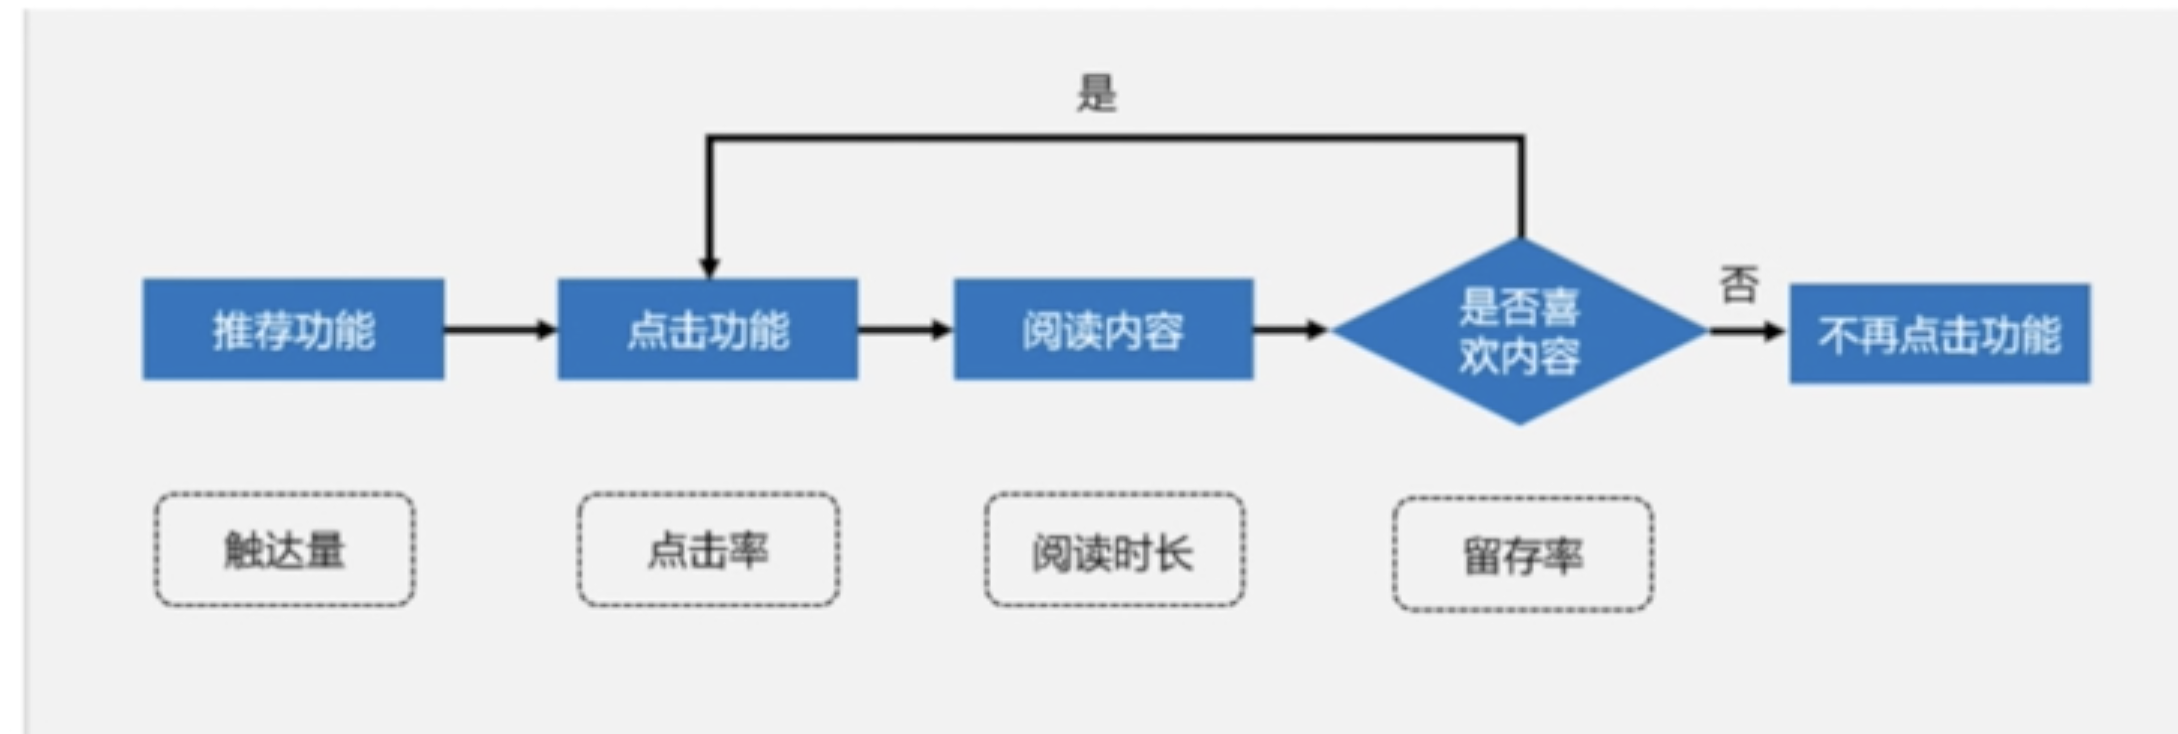 是
推荐功能
点击功能
阅读内容
是否喜
欢内容
否
不再点击功能
触达量
点击率
阅读时长
留存率